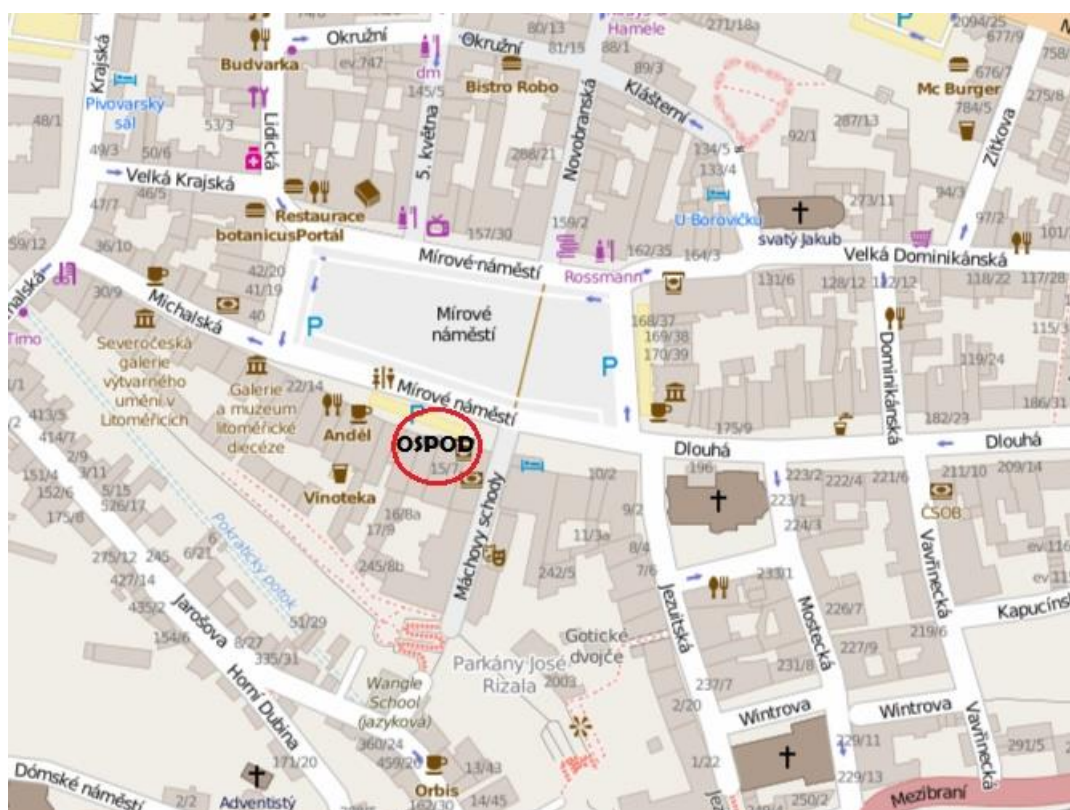 Hamele
Okružní
Okružní
ev.747
80/13
81/15
88/1
271/18a
2094/25
677/9
P
Krajská
Budvarka
dm
145/5
Bistro Robo
89/3
Klášterní
Mc Burger
676/7
784/5
275/8
Pivovarský
sál
48/1
53/3
Lidická
5. května
Novobranská
288/21
92/1
287/13
134/5
133/4
Zítkova
49/3
50/6
Velká Krajská
46/5
47/7
Restaurace
botanicusPortál
157/30
159/2
U Borovičků
273/11
94/3
97/2
svatý Jakub
59/12
36/10
42/20
41/19
40
Mírové náměstí
Rossmann
162/35
164/3
Velká Dominikánská
131/6
128/12
122/12
118/22
117/28
30/9
Michalská
Timo
Severočeská
galerie
výtvarného
umění v
Litoměřicích
Galerie
a muzeum
litoměřické
diecéze
22/14
P
Mírové
náměstí
P
168/37
169/38
170/39
Dominikánská
119/24
186/31
Mírové náměstí
Anděl
OSPOD
15/7
175/9
182/23
Dlouhá
Dlouhá
413/5
414/7
2/9
3/11
151/4
152/6
5/15
576/17
175/8
Vinoteka
16/8a
17/9
245/8b
Máchovy schody
10/2
9/2
11/3a
8/4
7/6
242/5
196
223/2
222/4
221/6
211/10
209/14
223/1
224/3
ČSOB
233/1
275/12
245
6/21
6
427/14
435/2
154/6
Pokratický potok
51/29
8/27
335/31
Jarošova
Horní Dubina
Jezuitská
Mostecká
Vavřinecká
Kapucínská
226/7
227/9
219/6
231/8
237/7
Gotické
dvojče
Parkány José
Rizala
2003
Wangle
School
(jazyková)
2/20
Wintrova
Wintrova
Vavřinecká
1/22
229/11
229/13
291/5
250/2
Mezibraní
360/24
459/26
171/20
Dómské náměstí
2/2
Adventistý
Orbis
13/43
14/45
162/30